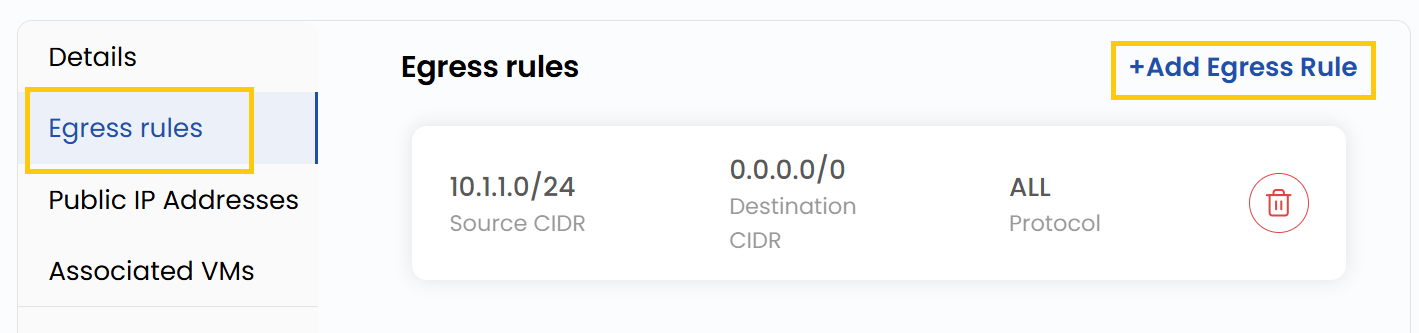 Details
Egress rules
Public IP Addresses
Associated VMs
Egress rules
+Add Egress Rule
10.1.1.0/24
Source CIDR
0.0.0.0/0
Destination
CIDR
ALL
Protocol